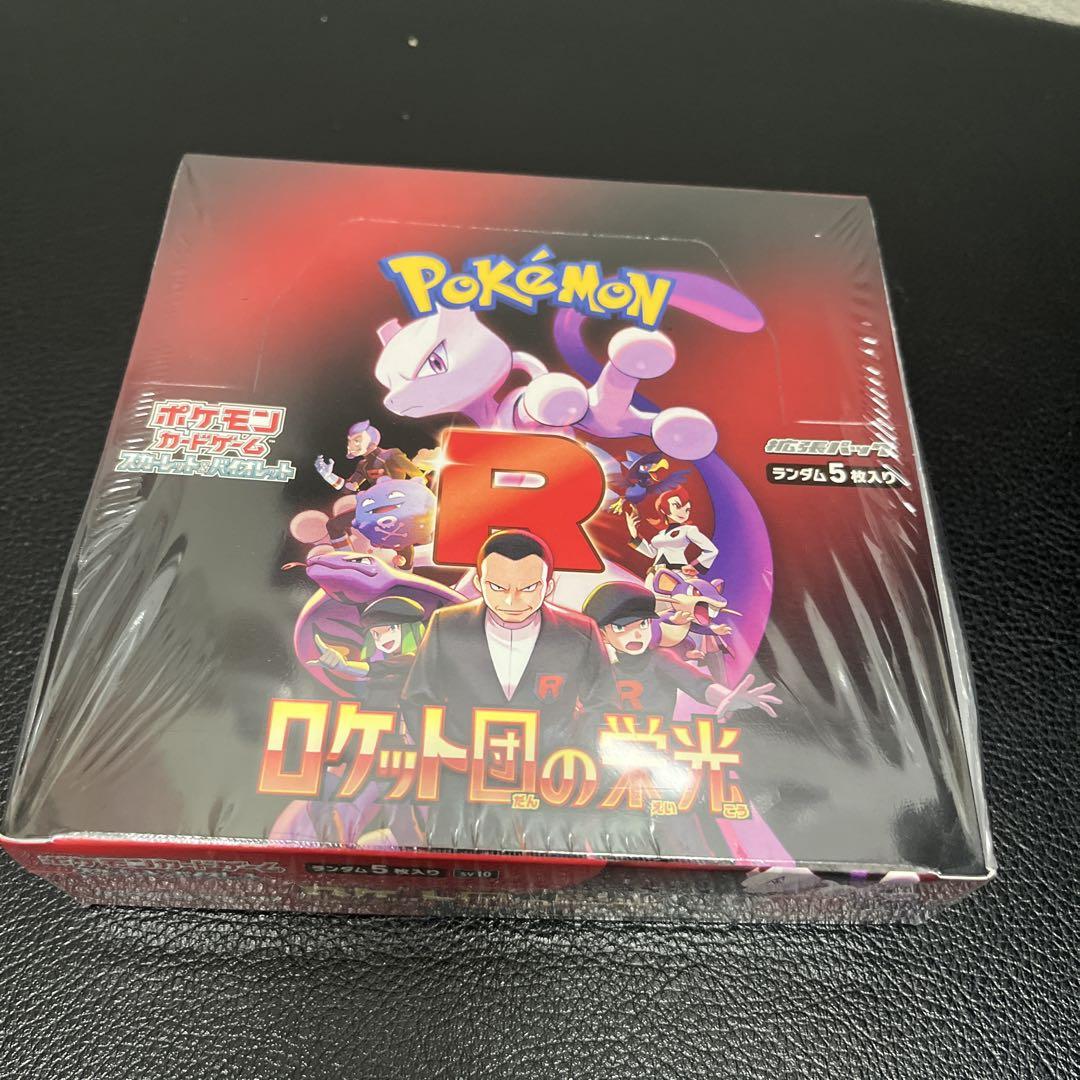 POKéMON
ポケモン
カードゲーム
スカーレット&バイオレット
拡張パック
ランダム5枚入り
R
R
R
ロケット団の栄光
だん えい こう
ランダム5枚入り
sv10